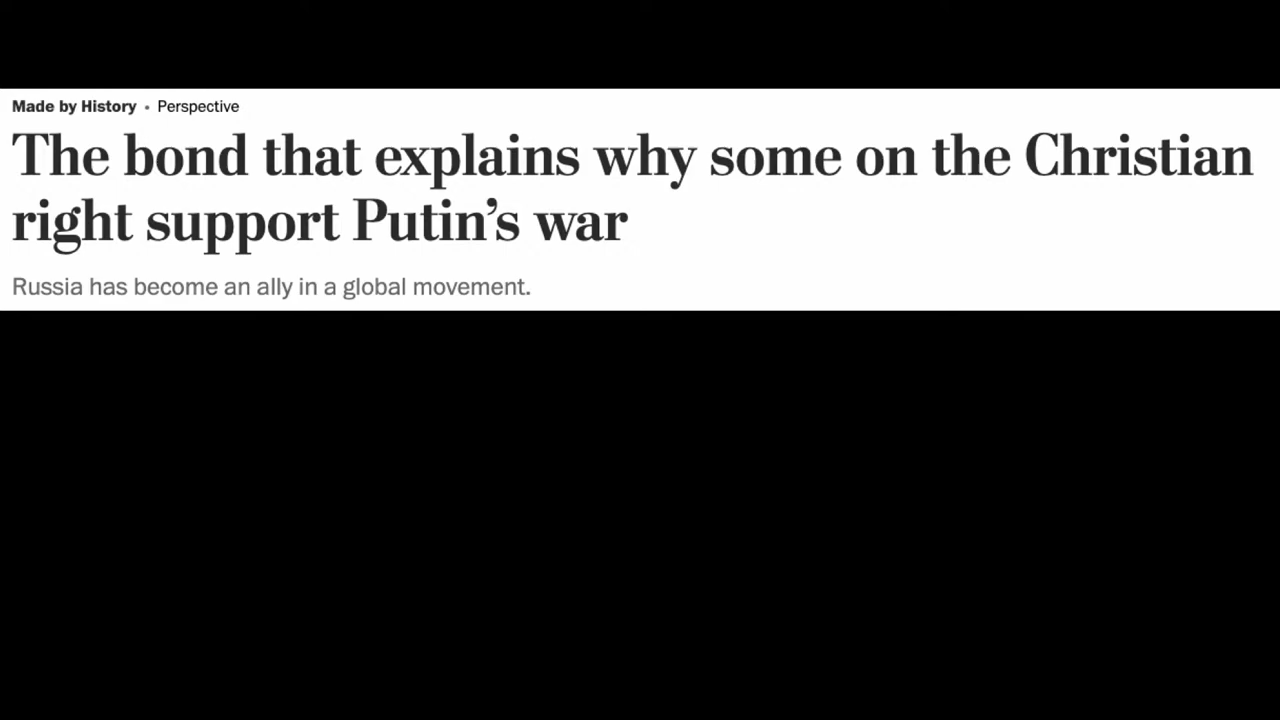 Made by History • Perspective
The bond that explains why some on the Christian
right support Putin’s war
Russia has become an ally in a global movement.